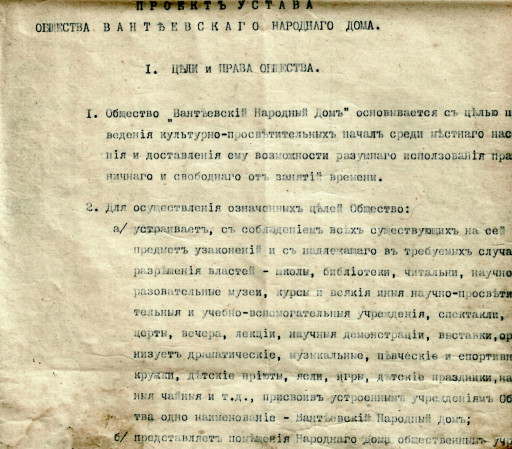 ПРОЕКТЪ УСТАВА
ОБЩЕСТВА ВАНТѢЕВСКАГО НАРОДНАГО ДОМА.
I. ЦѢЛИ и ПРАВА ОБЩЕСТВА.
I. Общество "Вантѣевскій Народный Домъ" основывается съ цѣлью п
веденія культурно-просвѣтительныхъ началъ среди мѣстнаго нас
нія и доставленія ему возможности разумнаго исползованія пра
ничнаго и свободнаго отъ занятій времени.
2. Для осуществленія означенныхъ цѣлей Общество:
а/ устраиваетъ, съ соблюденіемъ всѣхъ существующихъ на сей
предметъ узаконеній и съ надлежащаго въ требуемыхъ случа
разрѣшенія властей - школы, библіотеки, читальни, научно
разовательные музеи, курсы и всякія иныя научно-просвѣти
тельныя и учебно-вспомогательныя учрежденія, спектакли,
церты, вечера, лекціи, научныя демонстраціи, выставки, ор
низуетъ драматическіе, музыкальные, пѣвческіе и спортивн
кружки, дѣтскіе пріюты, ясли, игры, дѣтскіе праздники, на
ныя чайныя и т.д., присвоивъ устроеннымъ учрежденіямъ Об
тва одно наименованіе - Вантѣевскій Народный Домъ;
б/ представляетъ помѣщенія Народнаго Дома общественнымъ учр